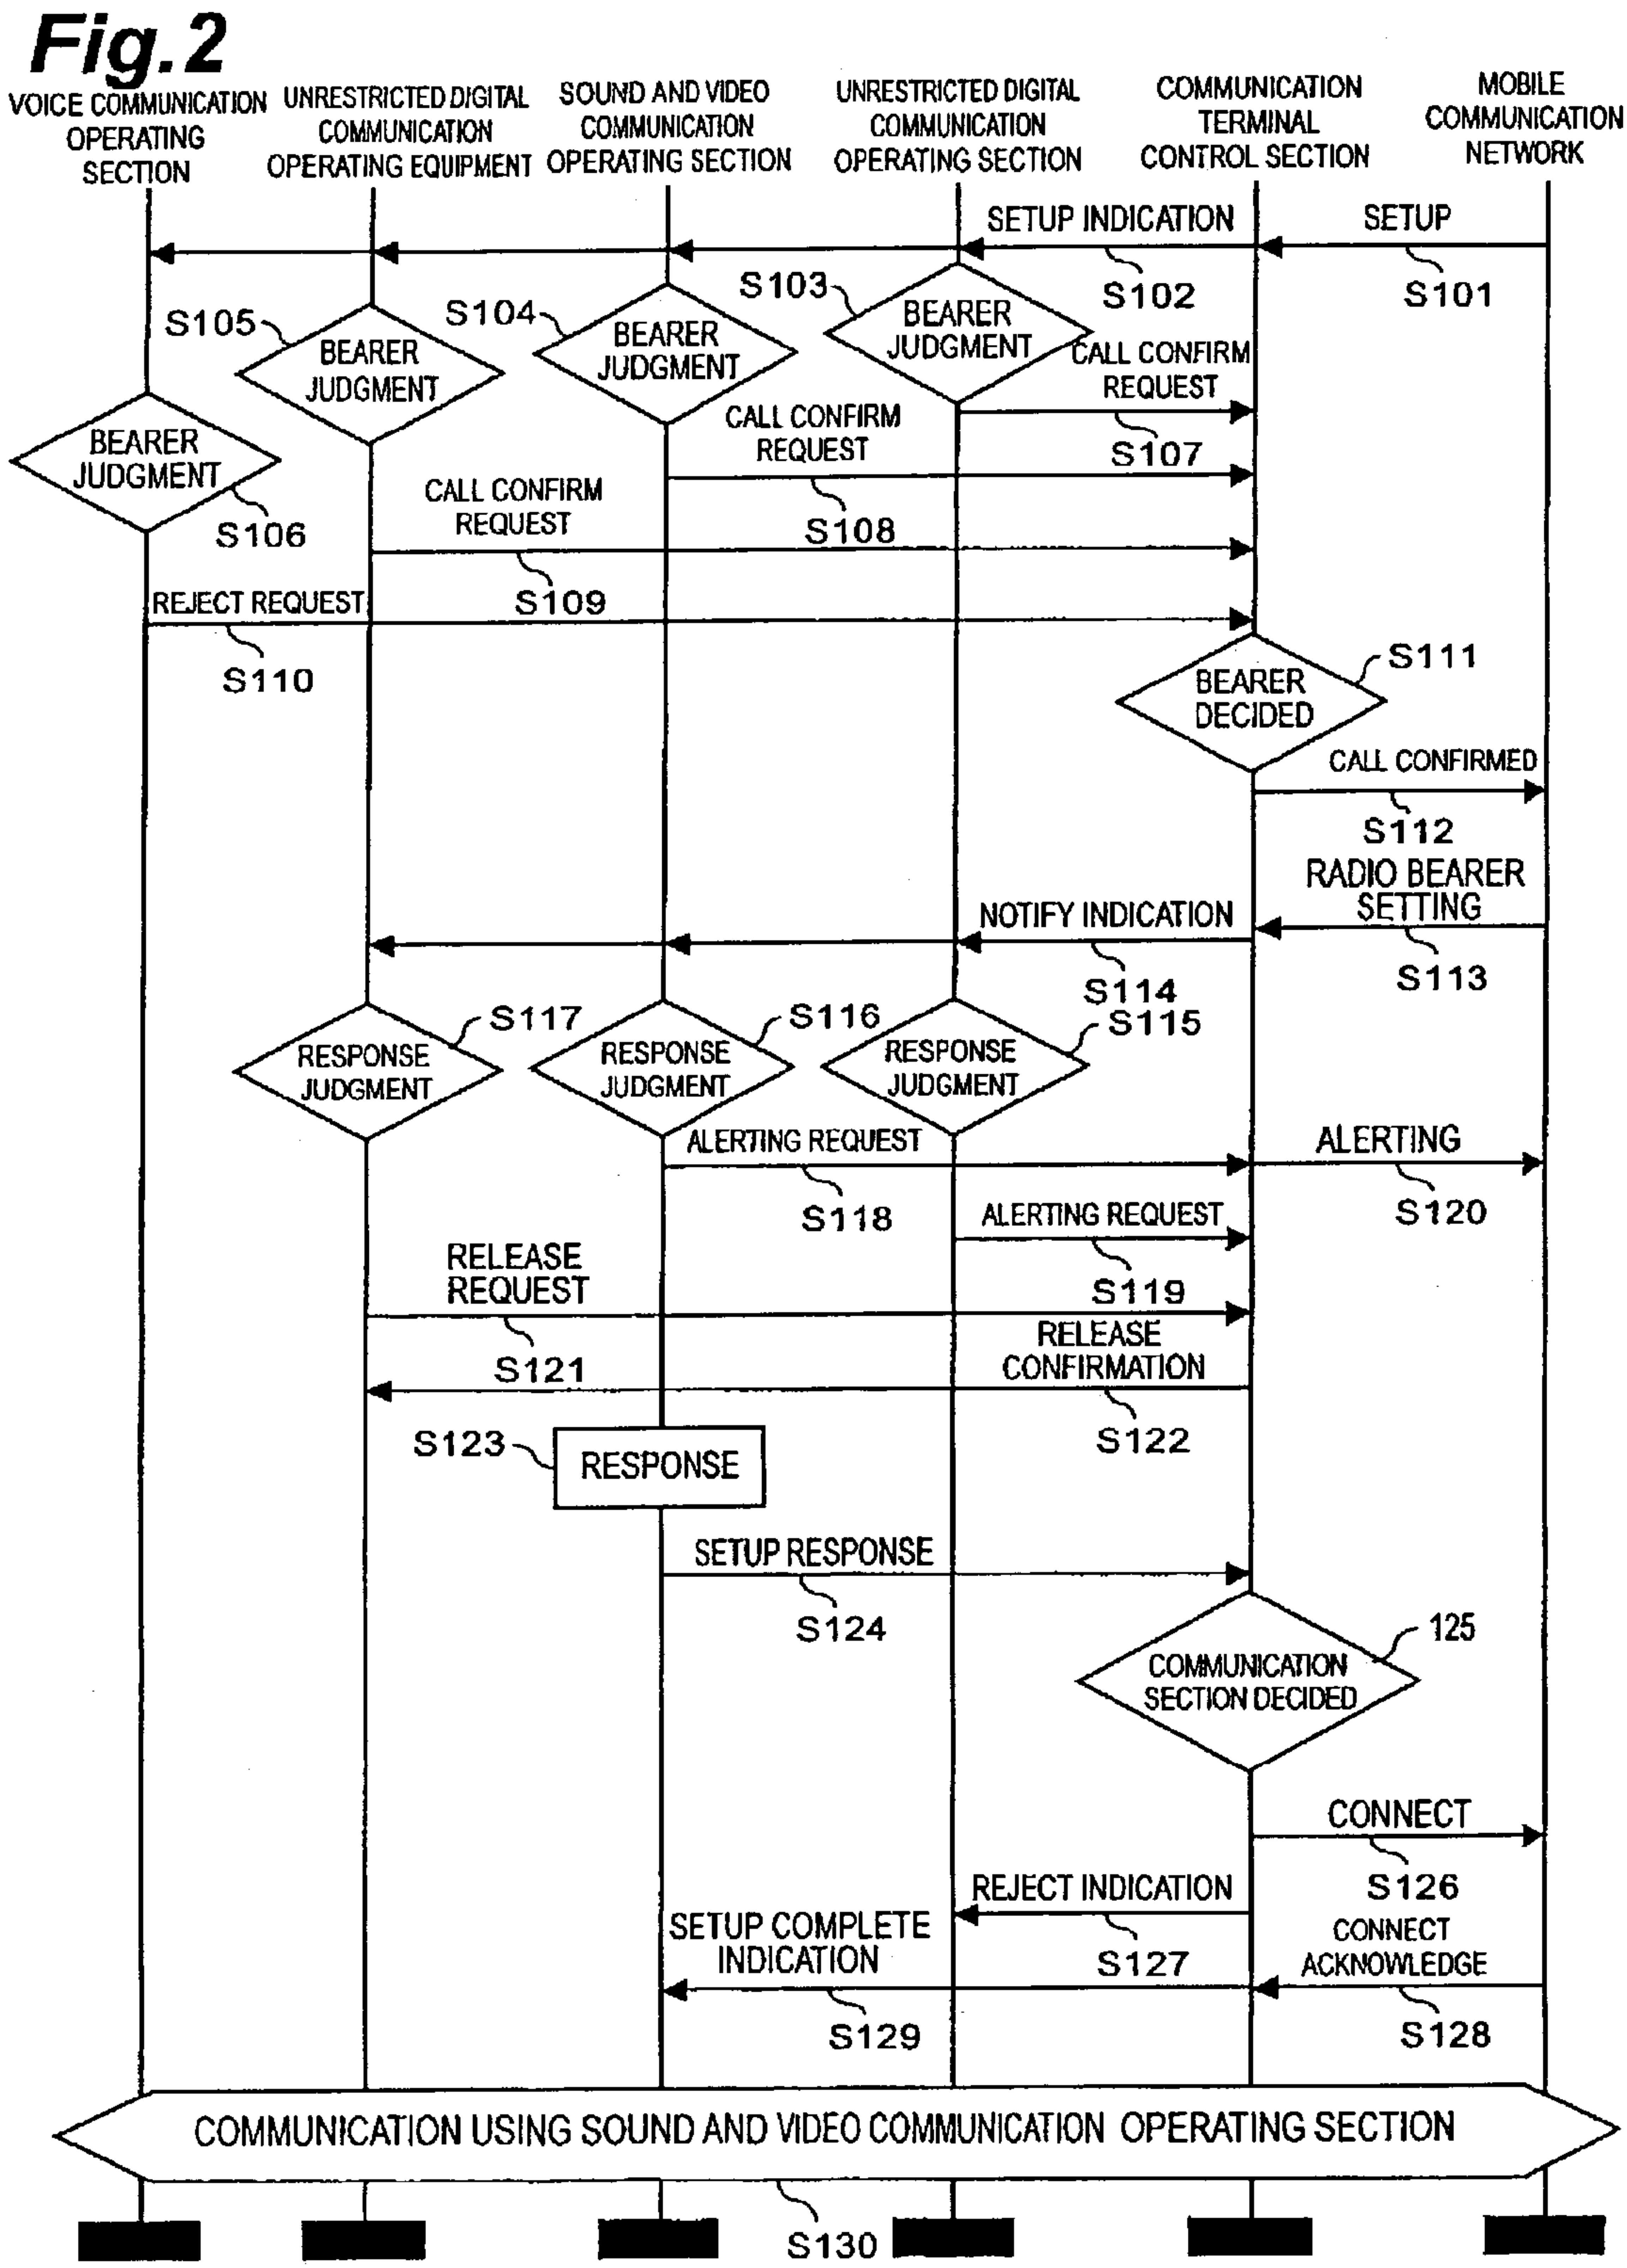 Fig.2
VOICE COMMUNICATION
OPERATING
SECTION
UNRESTRICTED DIGITAL
COMMUNICATION
OPERATING EQUIPMENT
SOUND AND VIDEO
COMMUNICATION
OPERATING SECTION
UNRESTRICTED DIGITAL
COMMUNICATION
OPERATING SECTION
COMMUNICATION
TERMINAL
CONTROL SECTION
MOBILE
COMMUNICATION
NETWORK
SETUP INDICATION
SETUP
S102
S101
S103
BEARER
JUDGMENT
S104
BEARER
JUDGMENT
S105
BEARER
JUDGMENT
BEARER
JUDGMENT
S106
CALL CONFIRM
REQUEST
S107
CALL CONFIRM
REQUEST
S108
CALL CONFIRM
REQUEST
S109
REJECT REQUEST
S110
S111
BEARER
DECIDED
CALL CONFIRMED
S112
RADIO BEARER
SETTING
S113
NOTIFY INDICATION
S114
S117
RESPONSE
JUDGMENT
S116
RESPONSE
JUDGMENT
S115
RESPONSE
JUDGMENT
ALERTING REQUEST
S118
ALERTING
S120
ALERTING REQUEST
S119
RELEASE
REQUEST
S121
RELEASE
CONFIRMATION
S122
S123
RESPONSE
SETUP RESPONSE
S124
125
COMMUNICATION
SECTION DECIDED
CONNECT
S126
REJECT INDICATION
S127
SETUP COMPLETE
INDICATION
S129
CONNECT
ACKNOWLEDGE
S128
COMMUNICATION USING SOUND AND VIDEO COMMUNICATION OPERATING SECTION
S130